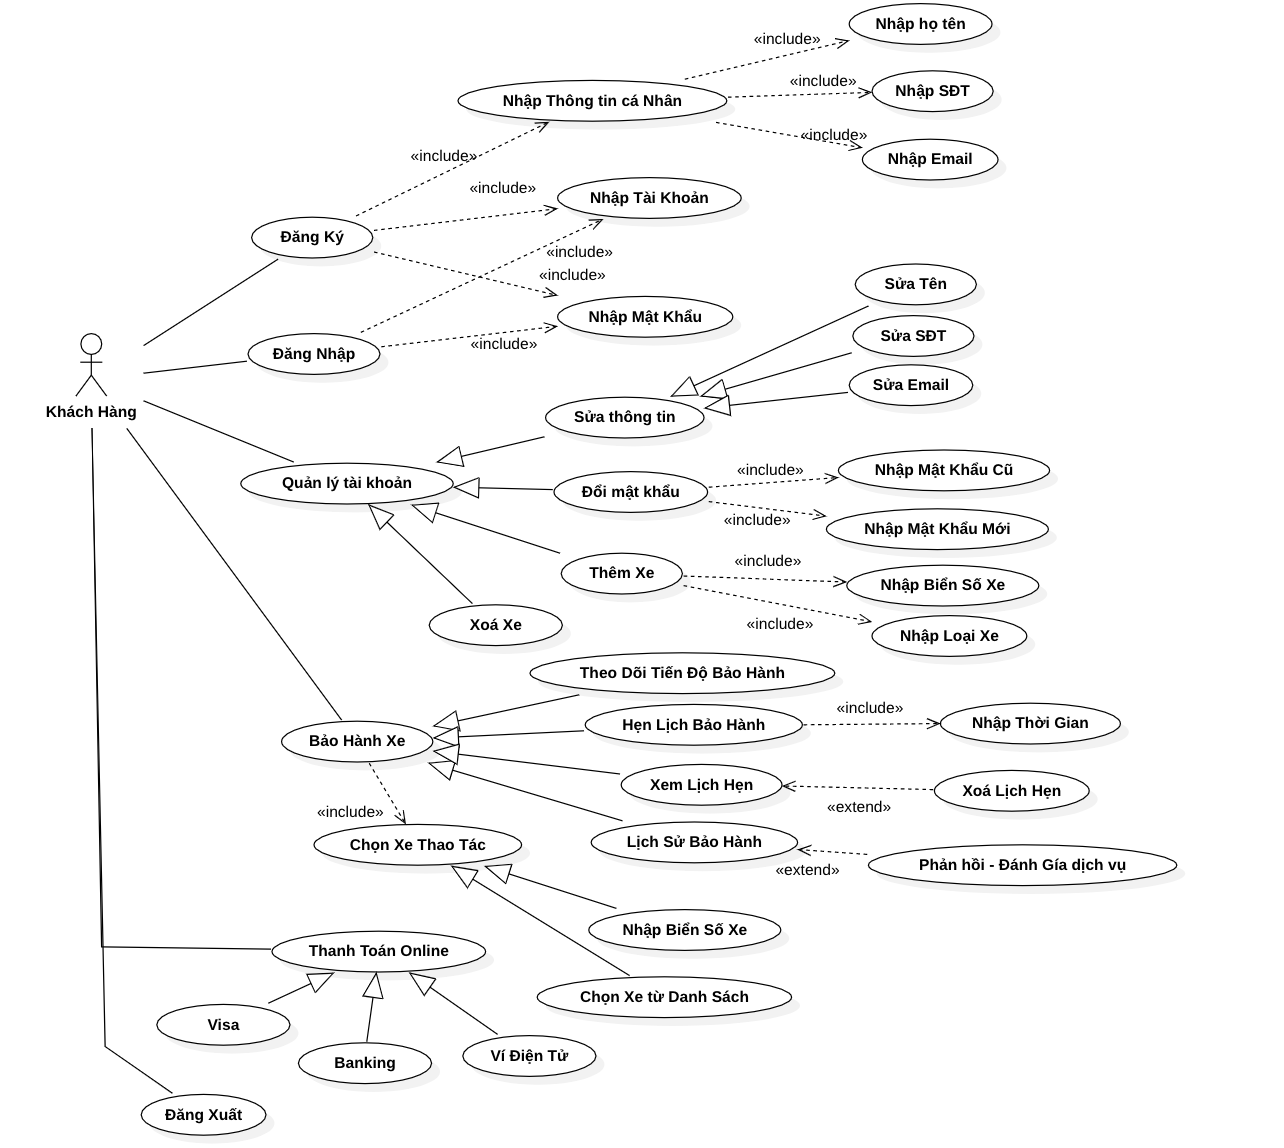 Nhập họ tên
«include»
«include»
Nhập SĐT
Nhập Thông tin cá Nhân
«include»
Nhập Email
«include»
«include»
Nhập Tài Khoản
Đăng Ký
«include»
«include»
Sửa Tên
Nhập Mật Khẩu
Sửa SĐT
«include»
Đăng Nhập
Sửa Email
Khách Hàng
Sửa thông tin
«include»
Nhập Mật Khẩu Cũ
Quản lý tài khoản
Đổi mật khẩu
«include»
Nhập Mật Khẩu Mới
«include»
Thêm Xe
Nhập Biển Số Xe
Xoá Xe
«include»
Nhập Loại Xe
Theo Dõi Tiến Độ Bảo Hành
«include»
Hẹn Lịch Bảo Hành
Nhập Thời Gian
Bảo Hành Xe
Xem Lịch Hẹn
Xoá Lịch Hẹn
«include»
«extend»
Chọn Xe Thao Tác
Lịch Sử Bảo Hành
«extend»
Phản hồi - Đánh Gía dịch vụ
Nhập Biển Số Xe
Thanh Toán Online
Chọn Xe từ Danh Sách
Visa
Banking
Ví Điện Tử
Đăng Xuất